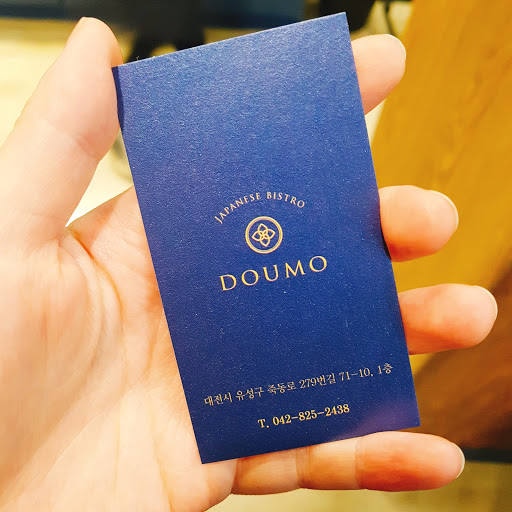 JAPANESE BISTRO
DOUMO
대전시 유성구 죽동로 279번길 71-10, 1층
T. 042-825-2438